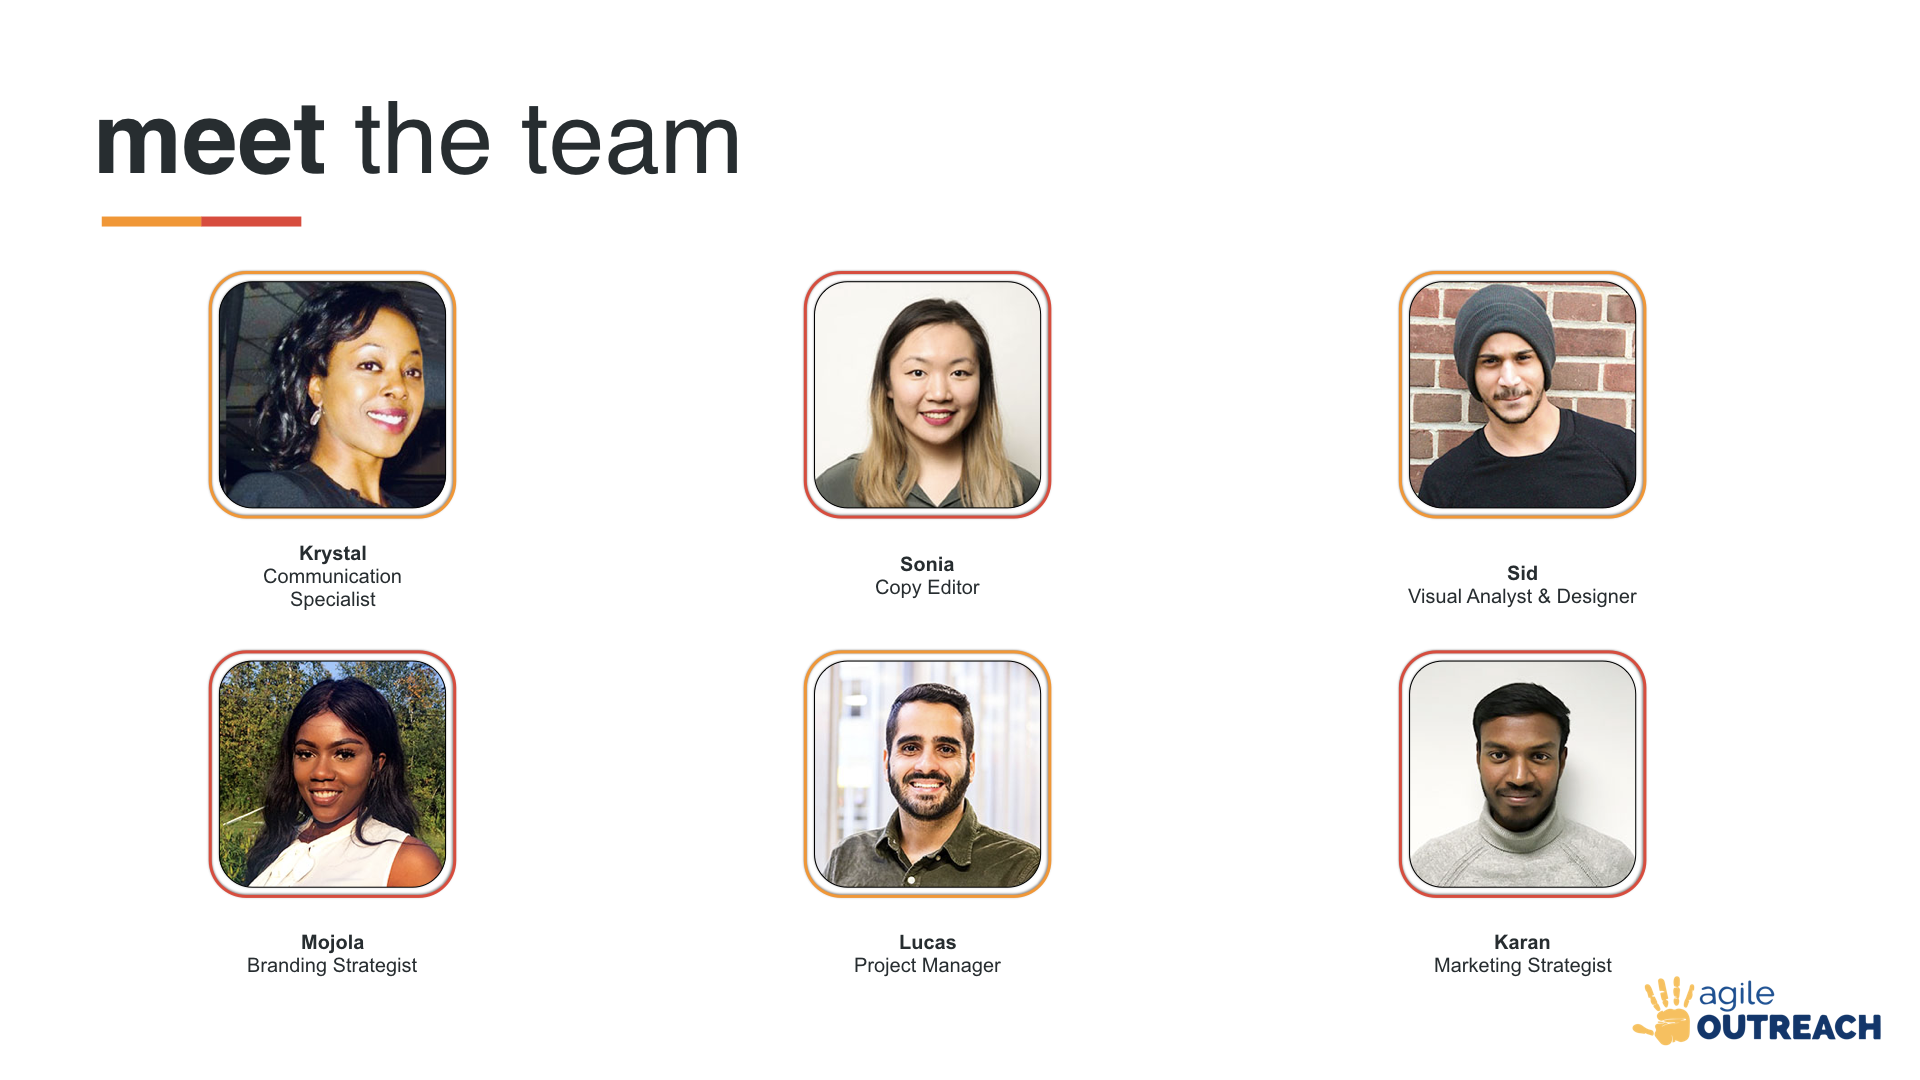 meet the team
Krystal
Communication
Specialist
Sonia
Copy Editor
Sid
Visual Analyst & Designer
Mojola
Branding Strategist
Lucas
Project Manager
Karan
Marketing Strategist
agile
OUTREACH